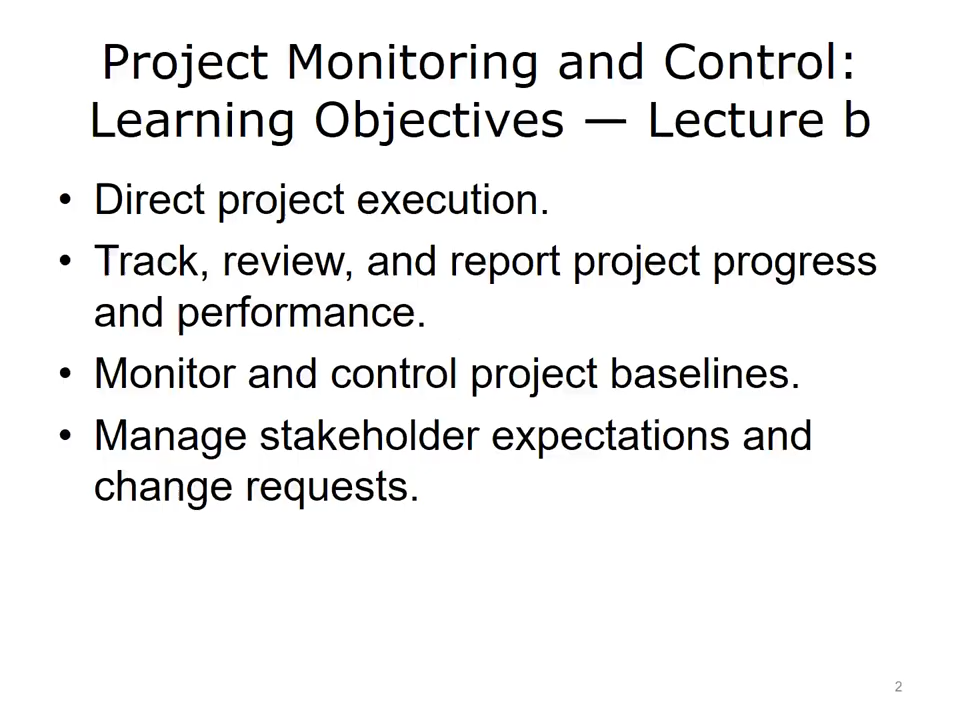 Project Monitoring and Control:
Learning Objectives — Lecture b
• Direct project execution.
• Track, review, and report project progress
and performance.
• Monitor and control project baselines.
• Manage stakeholder expectations and
change requests.
2